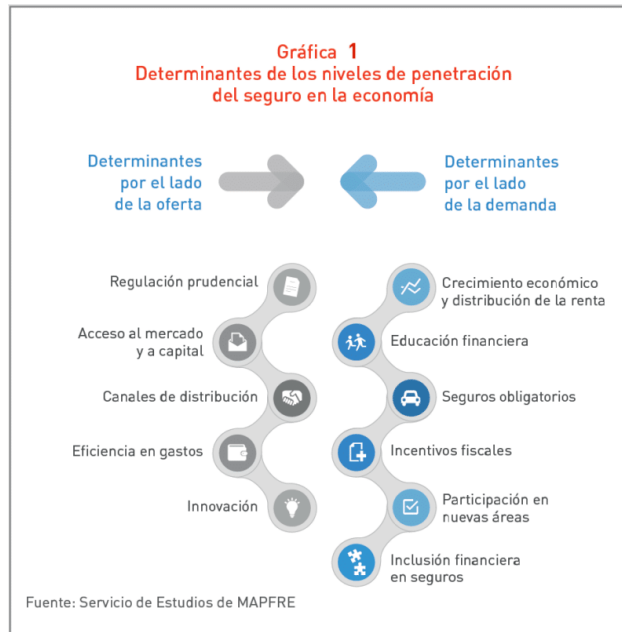 Gráfica 1
Determinantes de los niveles de penetración
del seguro en la economía
Determinantes
por el lado
de la oferta
Determinantes
por el lado
de la demanda
Regulación prudencial
Acceso al mercado
y a capital
Canales de distribución
Eficiencia en gastos
Innovación
Crecimiento económico
y distribución de la renta
Educación financiera
Seguros obligatorios
Incentivos fiscales
Participación en
nuevas áreas
Inclusión financiera
en seguros
Fuente: Servicio de Estudios de MAPFRE